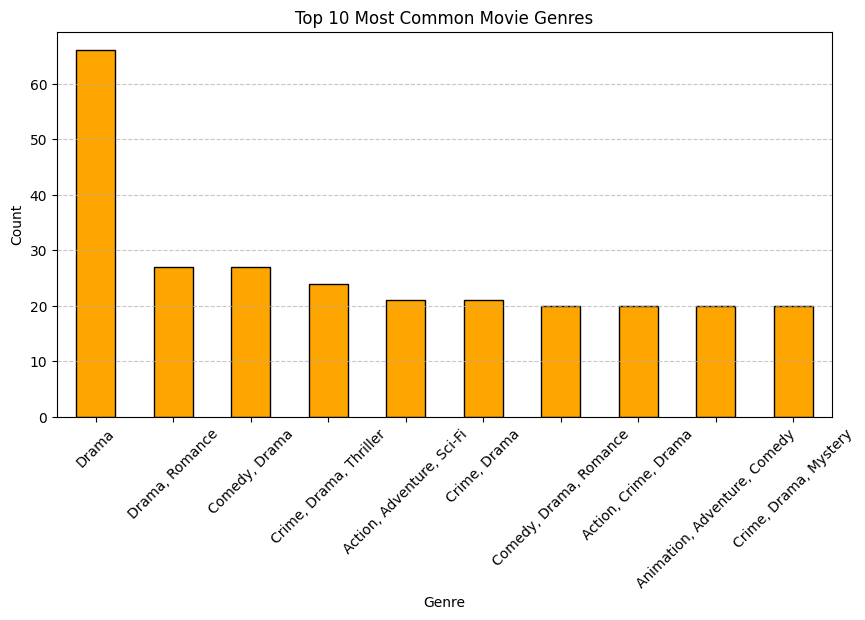 Top 10 Most Common Movie Genres
Count
60
50
40
30
20
10
0
Drama
Drama, Romance
Comedy, Drama
Crime, Drama, Thriller
Action, Adventure, Sci-Fi
Crime, Drama
Comedy, Drama, Romance
Action, Crime, Drama
Animation, Adventure, Comedy
Crime, Drama, Mystery
Genre